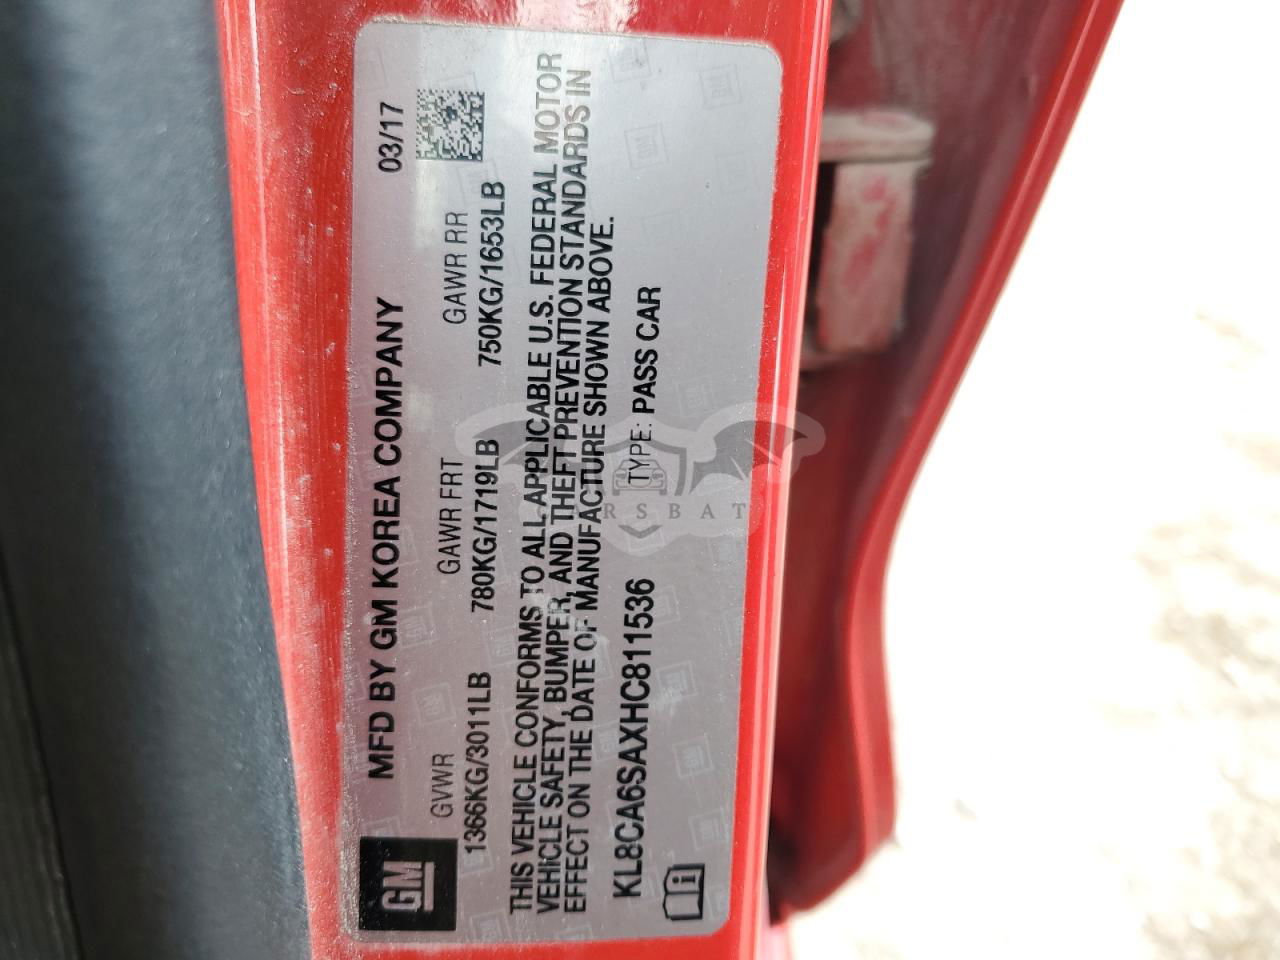 GM
MFD BY GM KOREA COMPANY 03/17
GVWR GAWR FRT GAWR RR
1366KG/3011LB 780KG/1719LB 750KG/1653LB
THIS VEHICLE CONFORMS TO ALL APPLICABLE U.S. FEDERAL MOTOR
VEHICLE SAFETY, BUMPER, AND THEFT PREVENTION STANDARDS IN
EFFECT ON THE DATE OF MANUFACTURE SHOWN ABOVE.
KL8CA6SAXHC811536 TYPE: PASS CAR
CARSBAT